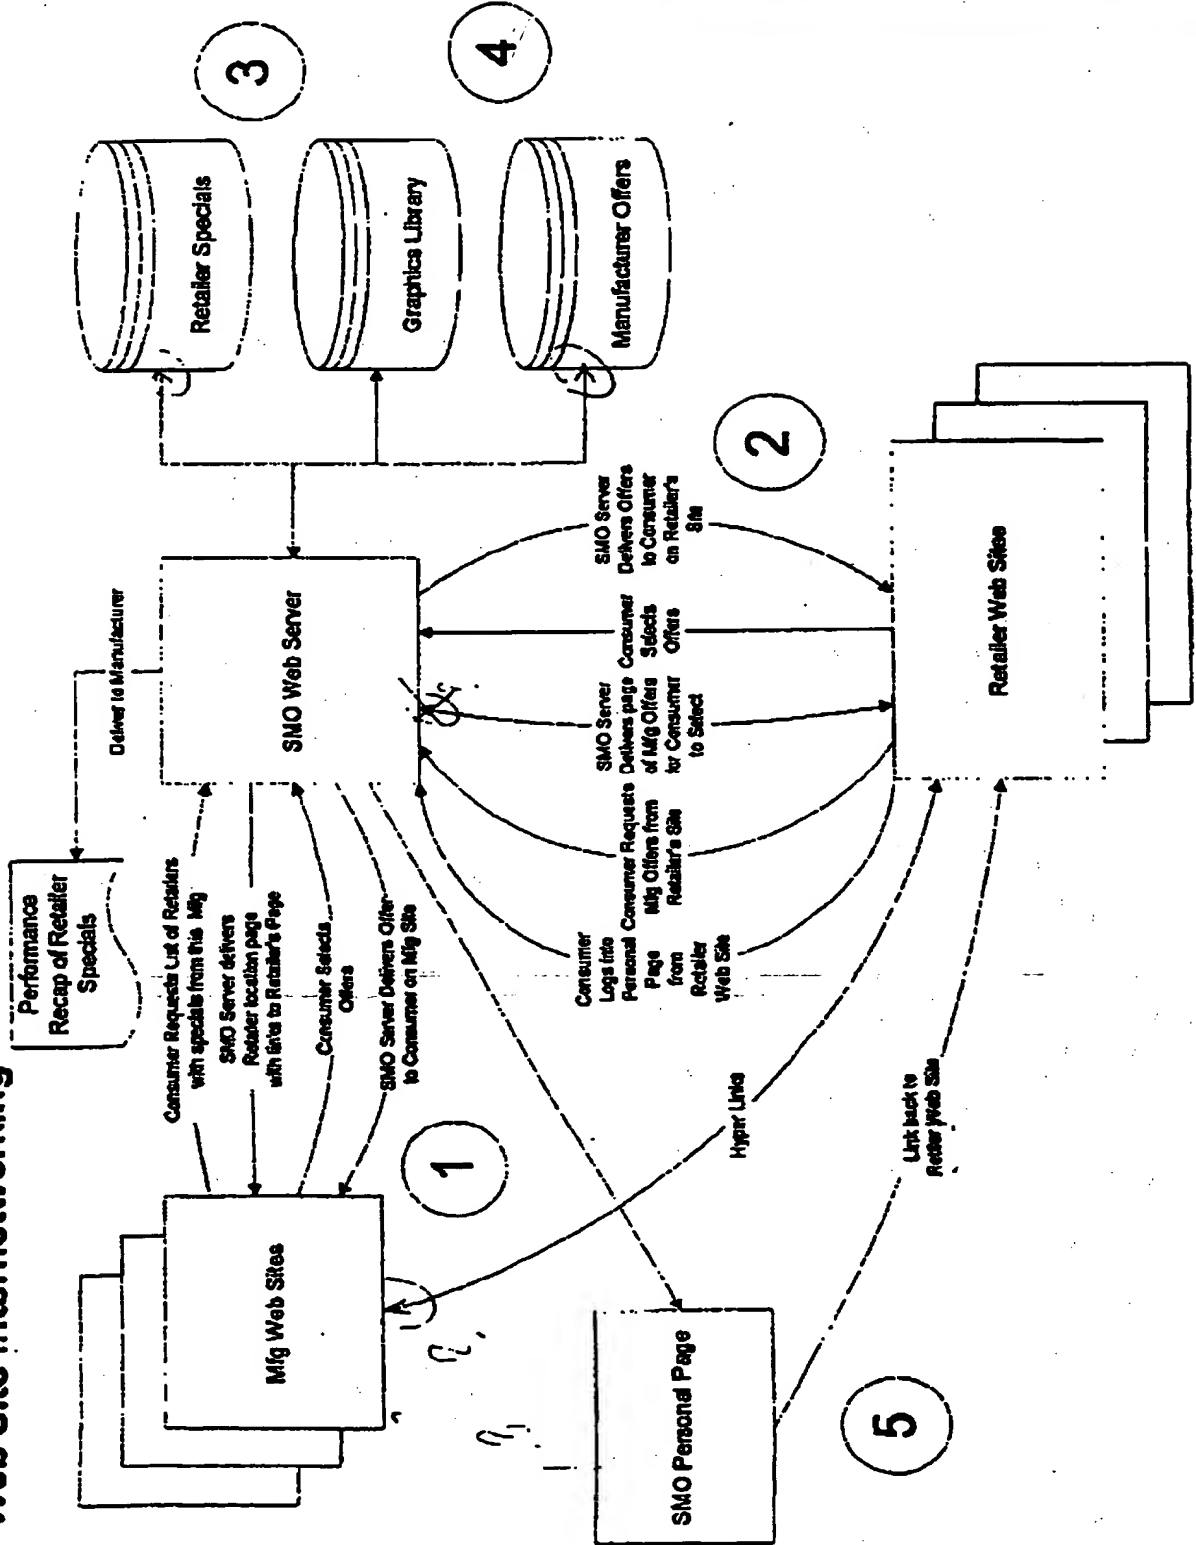 Web Site Internetworking
Performance
Recap of Retailer
Specials
Deliver to Manufacturer
3
4
Retailer Specials
Graphics Library
Manufacturer Offers
SMO Web Server
Consumer Requests List of Retailers
with specials from this Mfg
SMO Server delivers
Retailer location page
with links to Retailer's Page
Consumer Selects
Offers
SMO Server Delivers Offer
to Consumer on Mfg Site
Mfg Web Sites
1
2
SMO Server
Delivers Offers
to Consumer
on Retailer's
Site
Consumer
Selects
Offers
SMO Server
Delivers page
of Mfg Offers
for Consumer
to Select
Consumer Requests
Mfg Offers from
Retailer's Site
Consumer
Logs into
Personal
Page
from
Retailer
Web Site
Hyper Links
Link back to
Retailer Web Site
Retailer Web Sites
SMO Personal Page
5